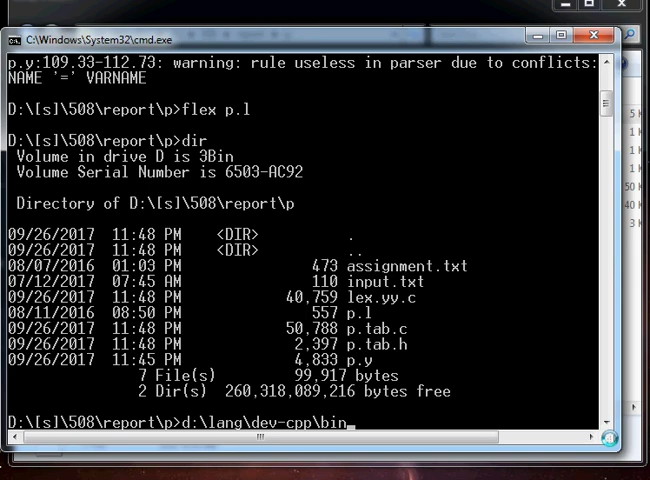 C:\Windows\System32\cmd.exe
p.y:109.33-112.73: warning: rule useless in parser due to conflicts:
NAME '=' VARNAME
D:\[s]\508\report\p>flex p.l
D:\[s]\508\report\p>dir
Volume in drive D is 3Bin
Volume Serial Number is 6503-AC92
Directory of D:\[s]\508\report\p
09/26/2017  11:48 PM    <DIR>          .
09/26/2017  11:48 PM    <DIR>          ..
08/07/2016  01:03 PM               473 assignment.txt
07/12/2017  07:45 AM               110 input.txt
09/26/2017  11:48 PM            40,759 lex.yy.c
08/11/2016  08:50 PM               557 p.l
09/26/2017  11:48 PM            50,788 p.tab.c
09/26/2017  11:48 PM             2,397 p.tab.h
09/26/2017  11:45 PM             4,833 p.y
7 File(s)         99,917 bytes
2 Dir(s)  260,318,089,216 bytes free
D:\[s]\508\report\p>d:\lang\dev-cpp\bin
5 K
1 K
1 K
1 K
50 K
40 K
3 K